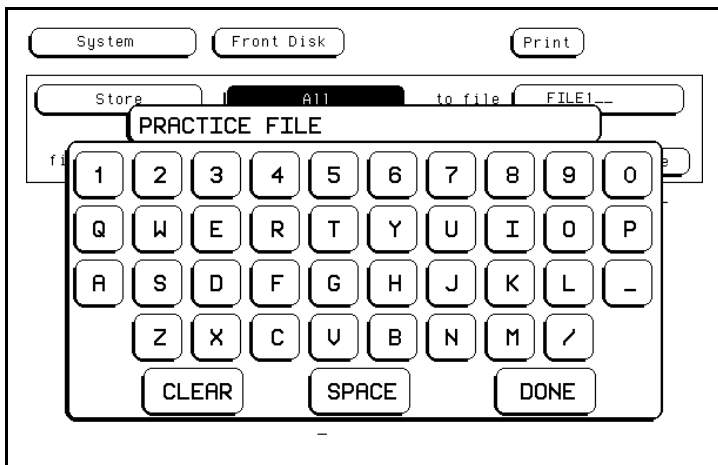 System Front Disk Print
Store All to file FILE1__
PRACTICE FILE
fi e
1 2 3 4 5 6 7 8 9 0
Q W E R T Y U I O P
A S D F G H J K L _
Z X C V B N M /
CLEAR SPACE DONE